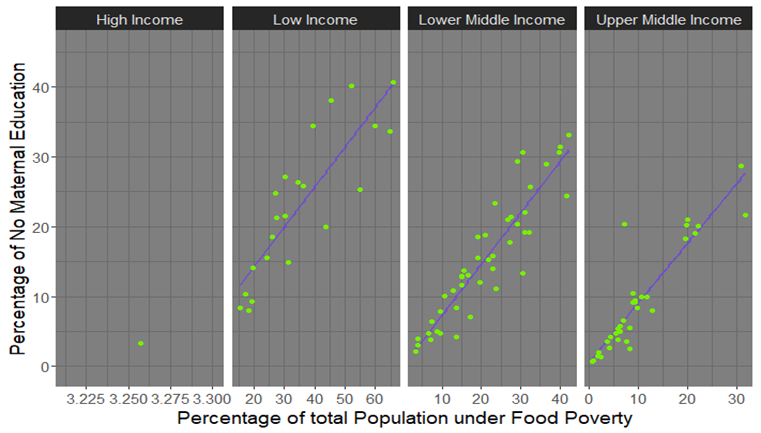 High Income Low Income Lower Middle Income Upper Middle Income
Percentage of No Maternal Education
40
30
20
10
0
3.225 3.250 3.275 3.300 20 30 40 50 60 10 20 30 40 0 10 20 30
Percentage of total Population under Food Poverty